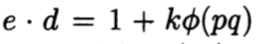 e · d = 1 + kϕ(pq)